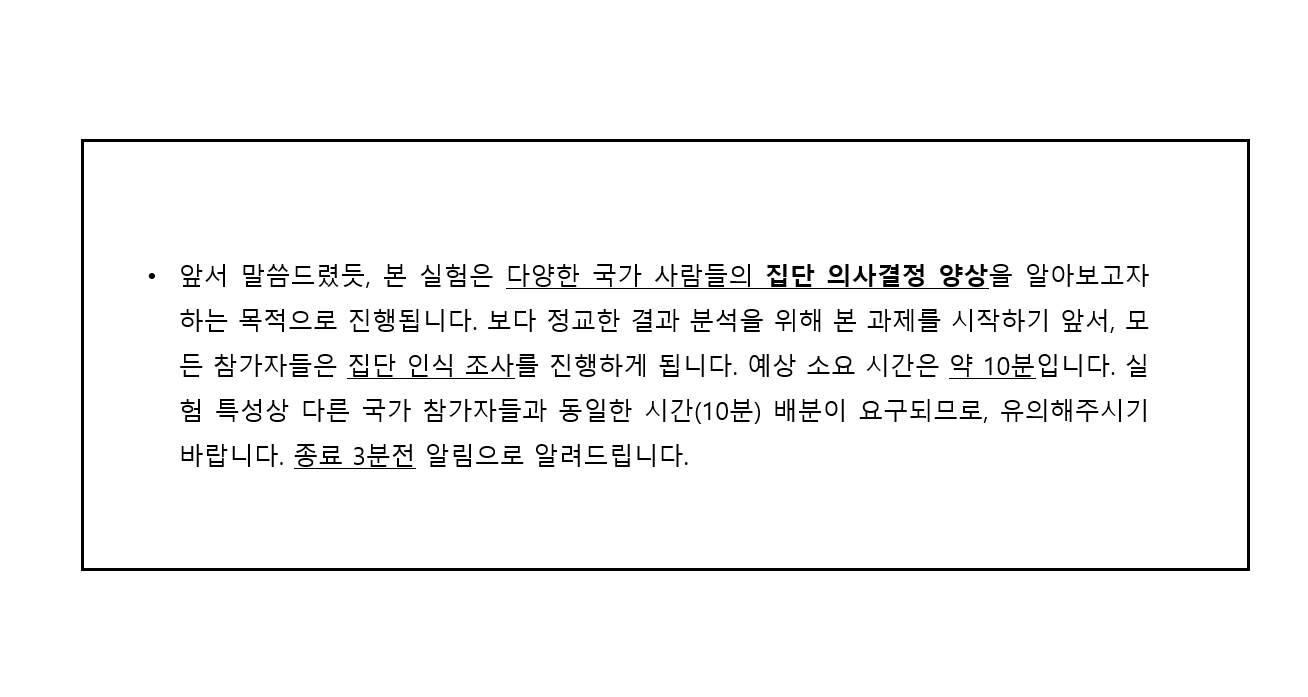 • 앞서 말씀드렸듯, 본 실험은 다양한 국가 사람들의 집단 의사결정 양상을 알아보고자
하는 목적으로 진행됩니다. 보다 정교한 결과 분석을 위해 본 과제를 시작하기 앞서, 모
든 참가자들은 집단 인식 조사를 진행하게 됩니다. 예상 소요 시간은 약 10분입니다. 실
험 특성상 다른 국가 참가자들과 동일한 시간(10분) 배분이 요구되므로, 유의해주시기
바랍니다. 종료 3분전 알림으로 알려드립니다.